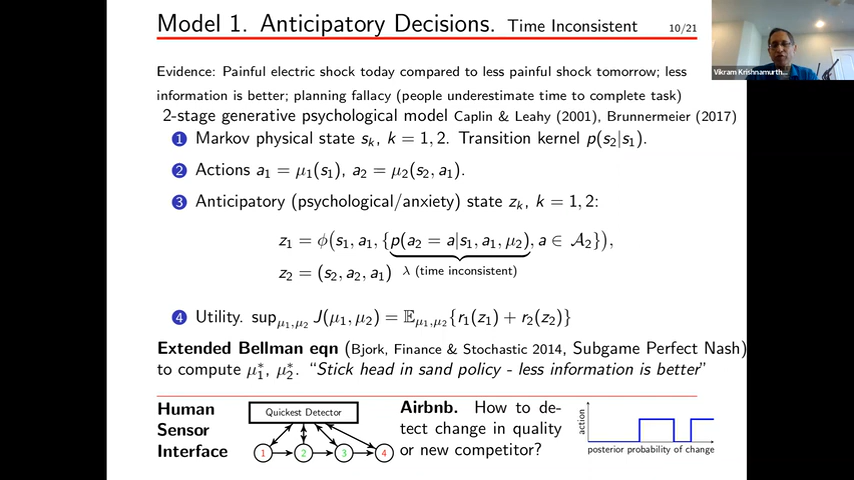 Model 1. Anticipatory Decisions. Time Inconsistent 10/21
Vikram Krishnamurth...
Evidence: Painful electric shock today compared to less painful shock tomorrow; less
information is better; planning fallacy (people underestimate time to complete task)
2-stage generative psychological model Caplin & Leahy (2001), Brunnermeier (2017)
1 Markov physical state s_k, k = 1, 2. Transition kernel p(s_2|s_1).
2 Actions a_1 = μ_1(s_1), a_2 = μ_2(s_2, a_1).
3 Anticipatory (psychological/anxiety) state z_k, k = 1, 2:
z_1 = φ(s_1, a_1, {p(a_2 = a|s_1, a_1, μ_2), a ∈ A_2}),
z_2 = (s_2, a_2, a_1) λ (time inconsistent)
4 Utility. sup_{μ_1,μ_2} J(μ_1, μ_2) = 𝔼_{μ_1,μ_2}{r_1(z_1) + r_2(z_2)}
Extended Bellman eqn (Bjork, Finance & Stochastic 2014, Subgame Perfect Nash)
to compute μ_1^*, μ_2^*. "Stick head in sand policy - less information is better"
Human
Sensor
Interface
Quickest Detector
1 2 3 4
Airbnb. How to de-
tect change in quality
or new competitor?
action
posterior probability of change